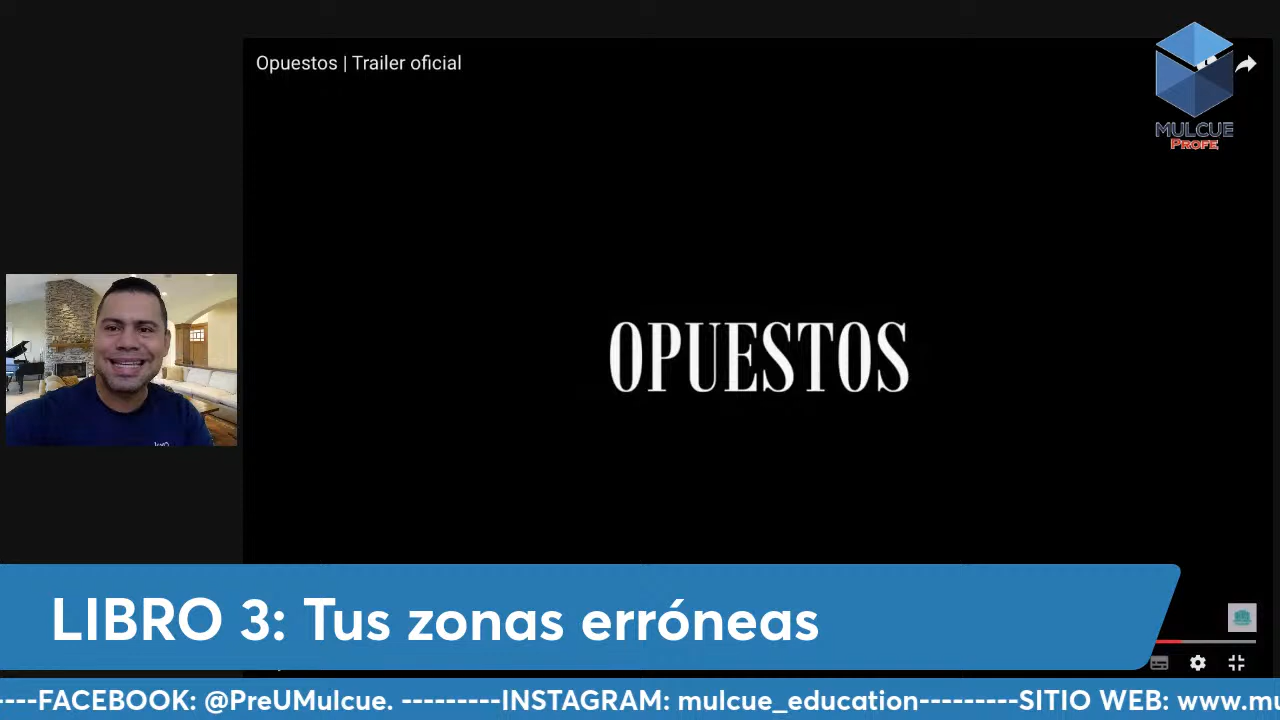 Opuestos | Trailer oficial
MULCUE
PROFE
OPUESTOS
LIBRO 3: Tus zonas erróneas
----FACEBOOK: @PreUMulcue. ---------INSTAGRAM: mulcue_education---------SITIO WEB: www.mu